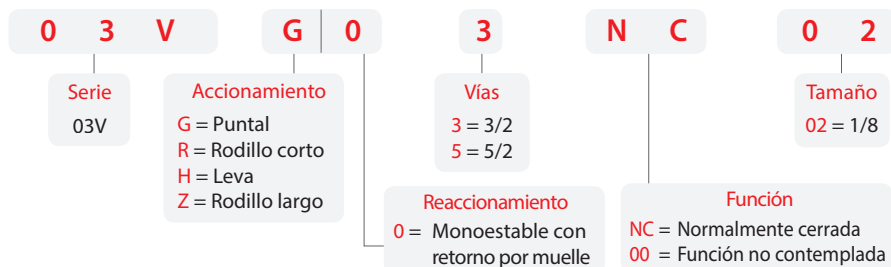 0 3 V G 0 3 N C 0 2
Serie
03V
Accionamiento
G = Puntal
R = Rodillo corto
H = Leva
Z = Rodillo largo
Vías
3 = 3/2
5 = 5/2
Tamaño
02 = 1/8
Reaccionamiento
0 = Monoestable con
retorno por muelle
Función
NC = Normalmente cerrada
00 = Función no contemplada